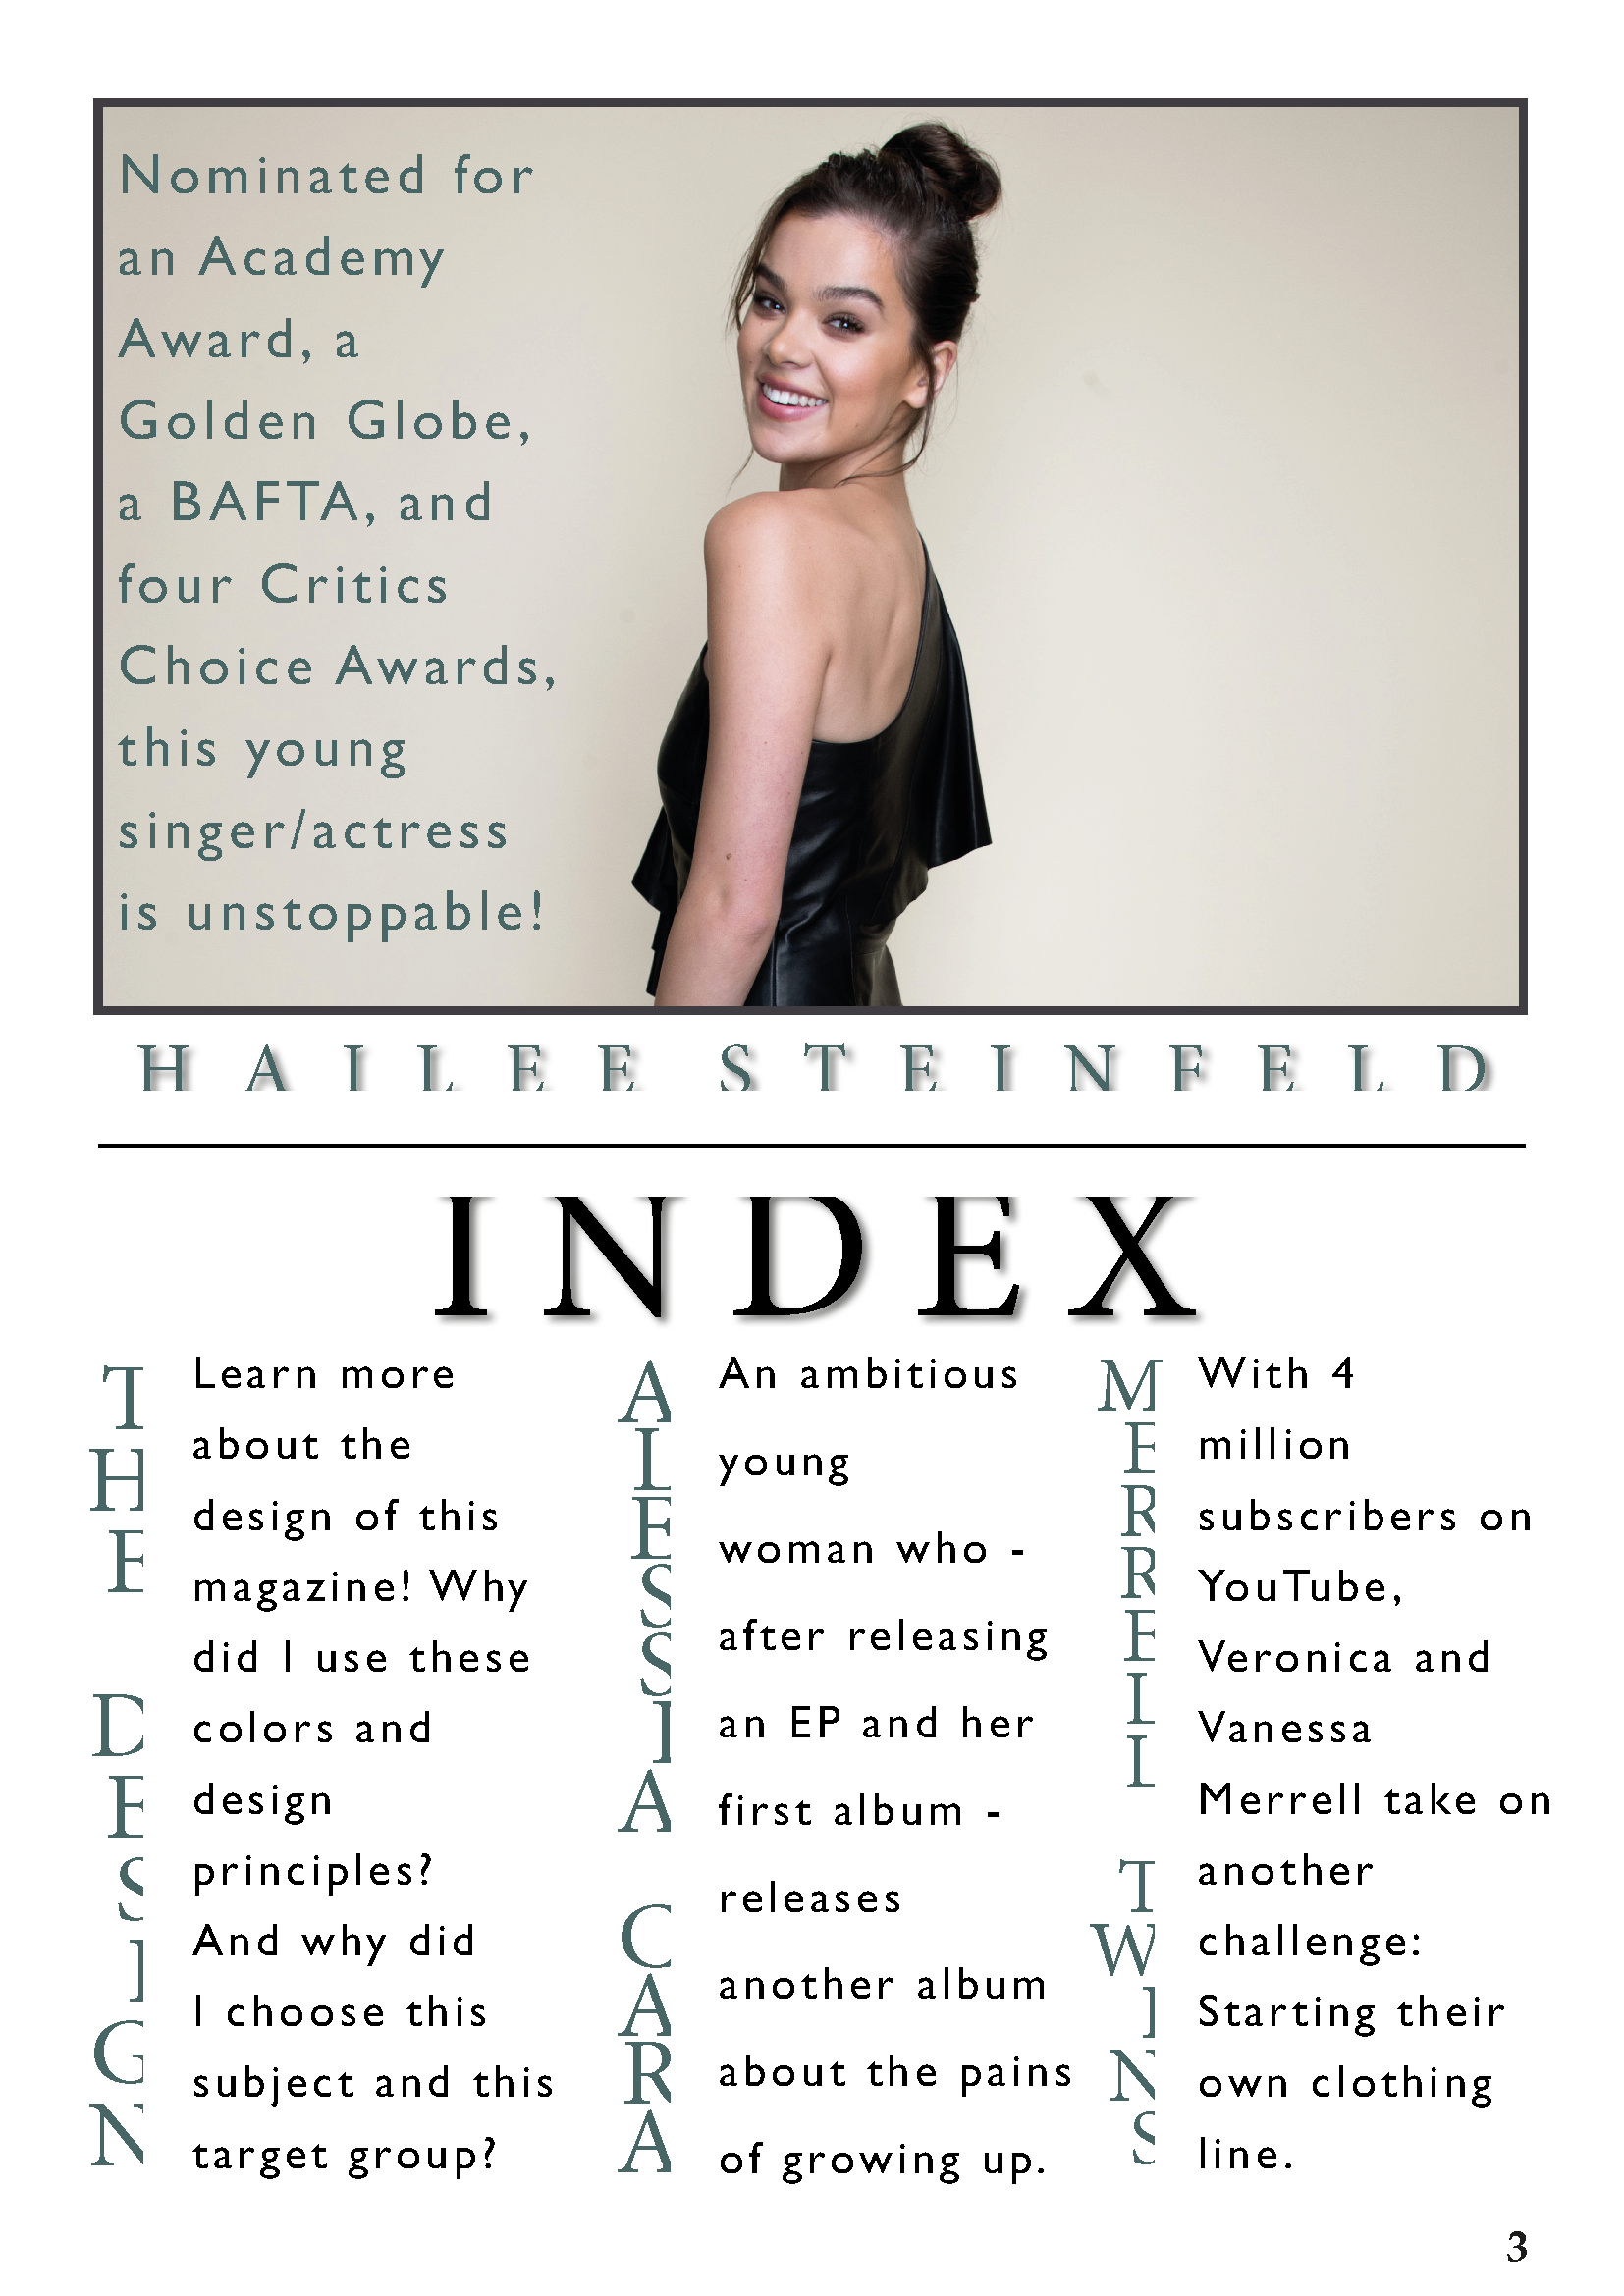 Nominated for
an Academy
Award, a
Golden Globe,
a BAFTA, and
four Critics
Choice Awards,
this young
singer/actress
is unstoppable!
HAILEE STEINFELD
INDEX
THE DESIGN
Learn more
about the
design of this
magazine! Why
did I use these
colors and
design
principles?
And why did
I choose this
subject and this
target group?
ALESSIA CARA
An ambitious
young
woman who -
after releasing
an EP and her
first album -
releases
another album
about the pains
of growing up.
MERRELL TWINS
With 4
million
subscribers on
YouTube,
Veronica and
Vanessa
Merrell take on
another
challenge:
Starting their
own clothing
line.
3